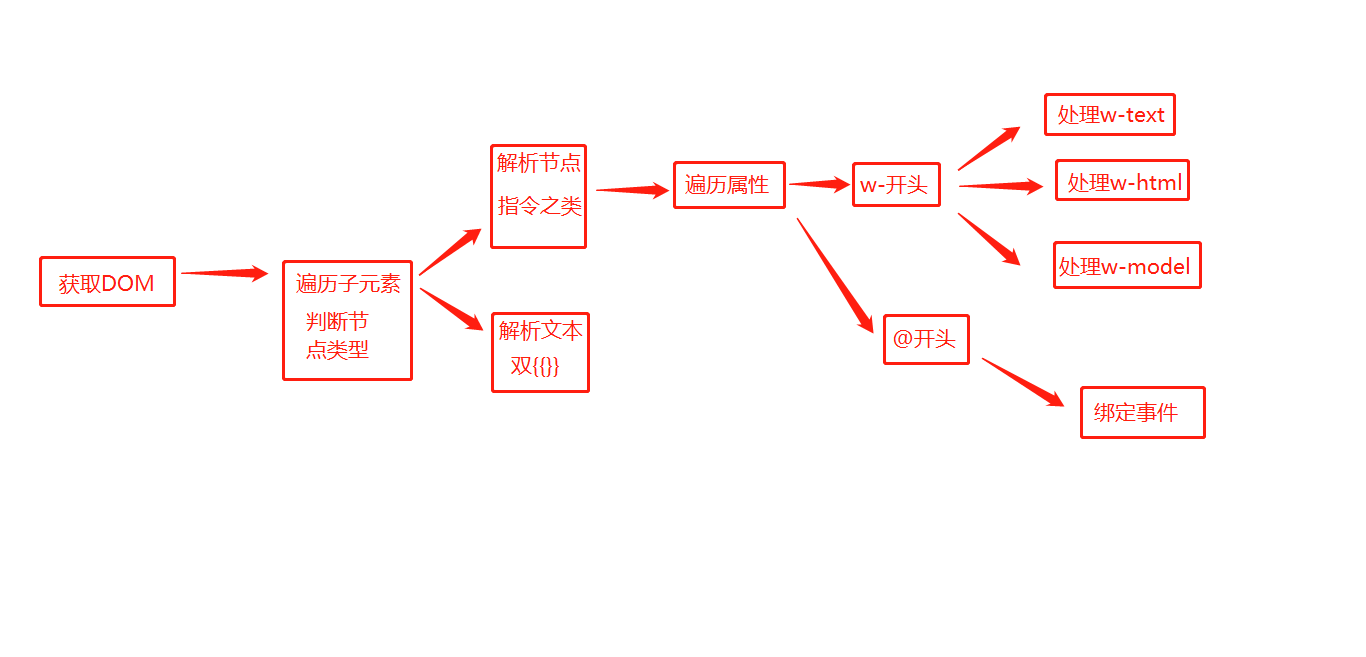 获取DOM
遍历子元素
判断节
点类型
解析节点
指令之类
解析文本
双{{}}
遍历属性
w-开头
@开头
处理w-text
处理w-html
处理w-model
绑定事件